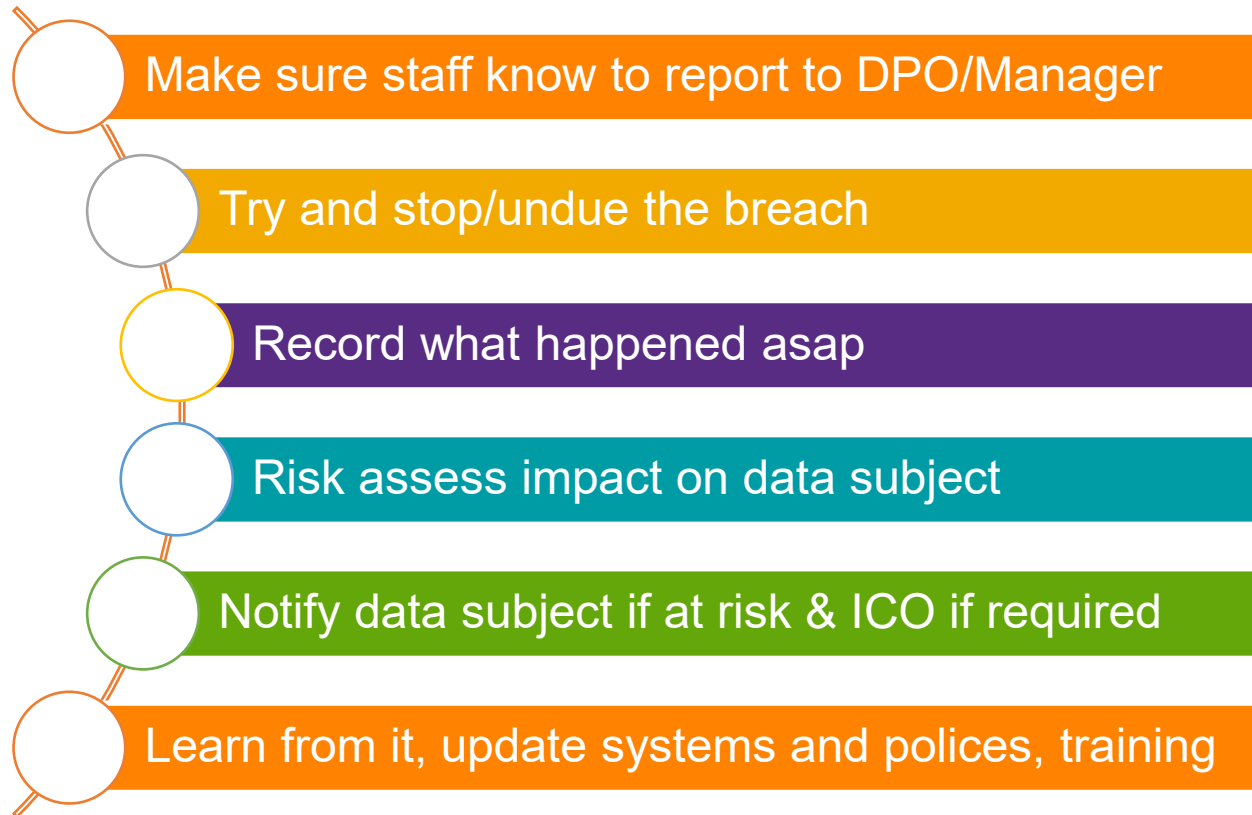 Make sure staff know to report to DPO/Manager
Try and stop/undue the breach
Record what happened asap
Risk assess impact on data subject
Notify data subject if at risk & ICO if required
Learn from it, update systems and polices, training